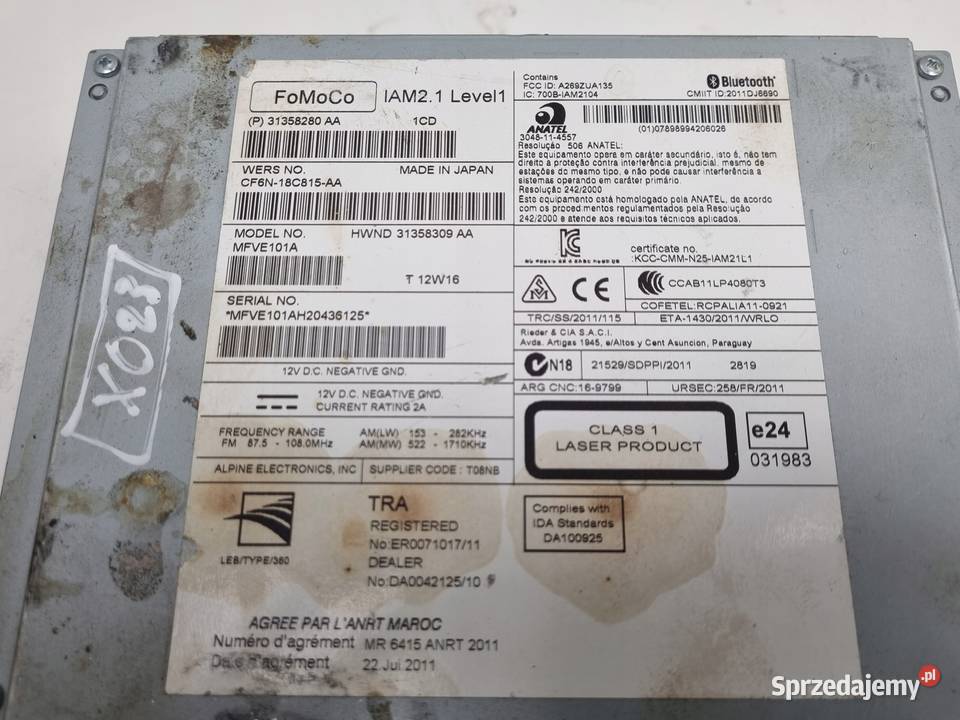 FoMoCo
IAM2.1 Level1
(P) 31358280 AA 1CD
WERS NO. MADE IN JAPAN
CF6N-18C815-AA
MODEL NO. HWND 31358309 AA
MFVE101A
T 12W16
SERIAL NO.
*MFVE101AH20436125*
12V D.C. NEGATIVE GND.
12V D.C. NEGATIVE GND.
CURRENT RATING 2A
FREQUENCY RANGE AM(LW) 153 - 282KHz
FM 87.5 - 108.0MHz AM(MW) 522 - 1710KHz
ALPINE ELECTRONICS, INC SUPPLIER CODE : T08NB
LEB/TYPE/360
TRA
REGISTERED
No:ER0071017/11
DEALER
No:DA0042125/10
AGREE PAR L'ANRT MAROC
Numéro d'agrément MR 6415 ANRT 2011
Date d'agrément 22 Jui 2011
Contains
FCC ID: A269ZUA135
IC: 700B-IAM2104
Bluetooth
CMIIT ID:2011DJ6690
ANATEL
3048-11-4557
(01)07898994206026
Resolução 506 ANATEL:
Este equipamento opera em caráter secundário, isto é, não tem
direito a proteção contra interferência prejudicial, mesmo de
estações do mesmo tipo, e não pode causar interferência a
sistemas operando em caráter primário.
Resolução 242/2000
Este equipamento está homologado pela ANATEL, de acordo
com os procedimentos regulamentados pela Resolução
242/2000 e atende aos requisitos técnicos aplicados.
certificate no.
:KCC-CMM-N25-IAM21L1
CE
CCAB11LP4080T3
COFETEL:RCPALIA11-0921
TRC/SS/2011/115 ETA-1430/2011/WRLO
Rieder & CIA S.A.C.I.
Avda. Artigas 1945, e/Altos y Cent Asuncion, Paraguay
N18 21529/SDPPI/2011 2819
ARG CNC:16-9799 URSEC:258/FR/2011
CLASS 1
LASER PRODUCT
e24
031983
Complies with
IDA Standards
DA100925
X028
Sprzedajemy.pl